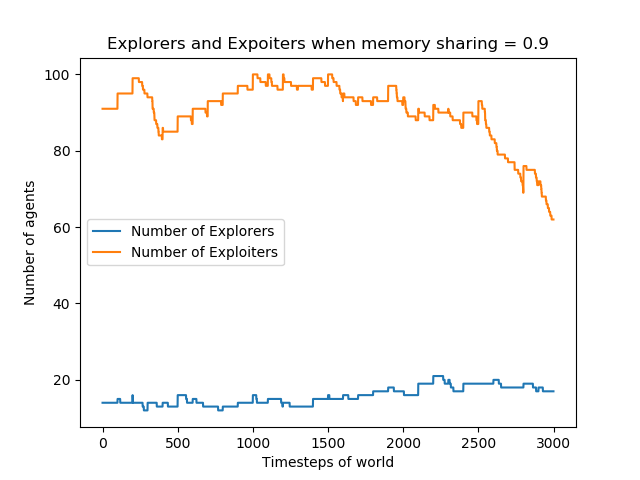 Explorers and Expoiters when memory sharing = 0.9
100
80
60
40
20
Number of agents
Number of Explorers
Number of Exploiters
0 500 1000 1500 2000 2500 3000
Timesteps of world